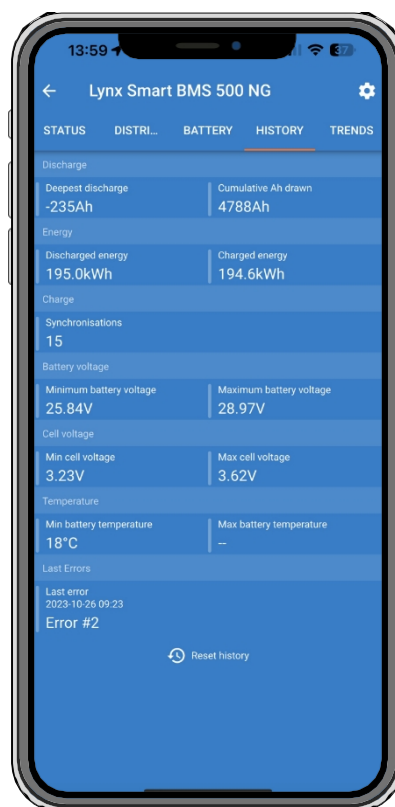 13:59 37
Lynx Smart BMS 500 NG
STATUS DISTRI... BATTERY HISTORY TRENDS
Discharge
Deepest discharge Cumulative Ah drawn
-235Ah 4788Ah
Energy
Discharged energy Charged energy
195.0kWh 194.6kWh
Charge
Synchronisations
15
Battery voltage
Minimum battery voltage Maximum battery voltage
25.84V 28.97V
Cell voltage
Min cell voltage Max cell voltage
3.23V 3.62V
Temperature
Min battery temperature Max battery temperature
18°C --
Last Errors
Last error
2023-10-26 09:23
Error #2
Reset history